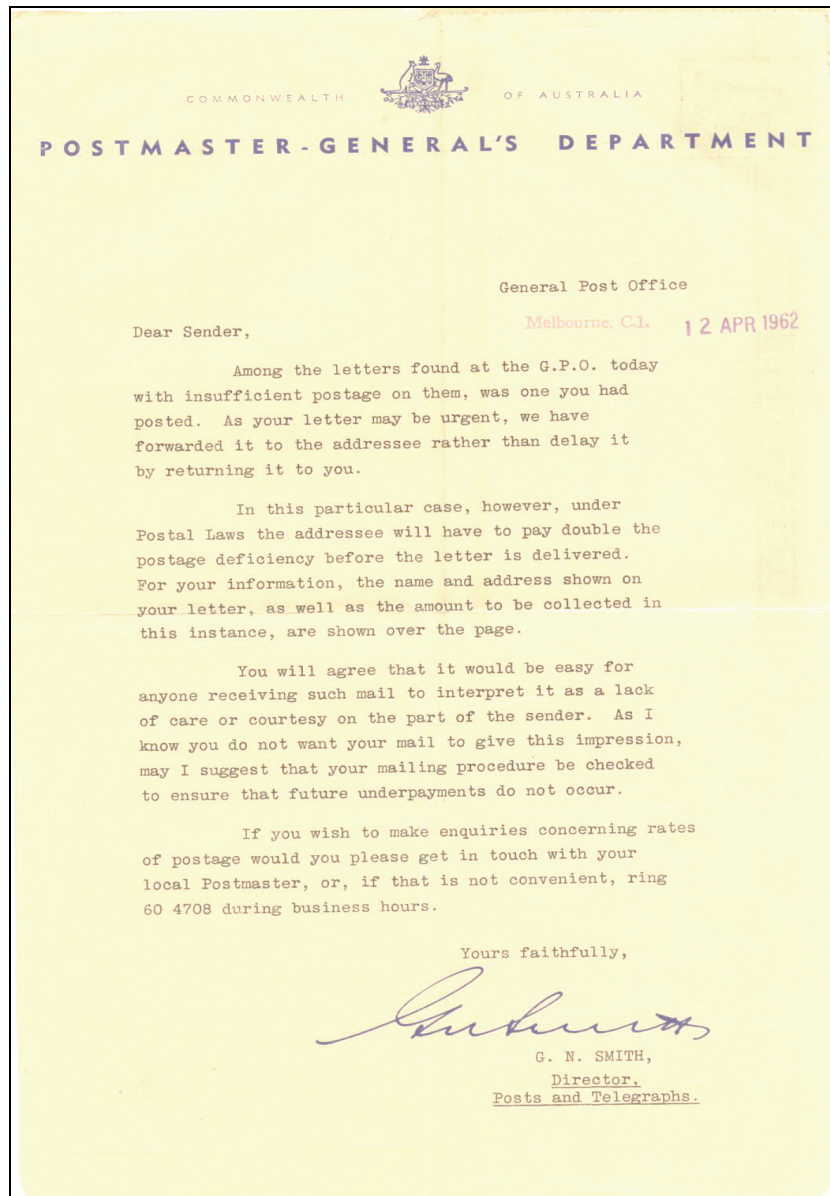 COMMONWEALTH OF AUSTRALIA
POSTMASTER-GENERAL'S DEPARTMENT
General Post Office
Melbourne, C.1. 12 APR 1962
Dear Sender,
Among the letters found at the G.P.O. today
with insufficient postage on them, was one you had
posted. As your letter may be urgent, we have
forwarded it to the addressee rather than delay it
by returning it to you.
In this particular case, however, under
Postal Laws the addressee will have to pay double the
postage deficiency before the letter is delivered.
For your information, the name and address shown on
your letter, as well as the amount to be collected in
this instance, are shown over the page.
You will agree that it would be easy for
anyone receiving such mail to interpret it as a lack
of care or courtesy on the part of the sender. As I
know you do not want your mail to give this impression,
may I suggest that your mailing procedure be checked
to ensure that future underpayments do not occur.
If you wish to make enquiries concerning rates
of postage would you please get in touch with your
local Postmaster, or, if that is not convenient, ring
60 4708 during business hours.
Yours faithfully,
G. N. SMITH,
Director,
Posts and Telegraphs.